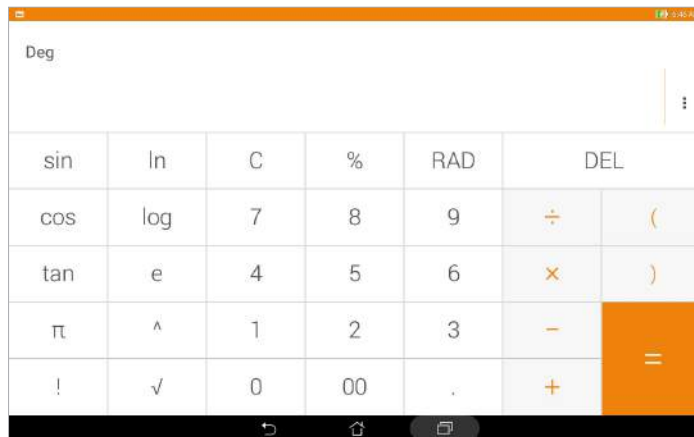 Deg
sin ln C % RAD DEL
cos log 7 8 9 ÷ (
tan e 4 5 6 × )
π ^ 1 2 3 −
=
! √ 0 00 . +